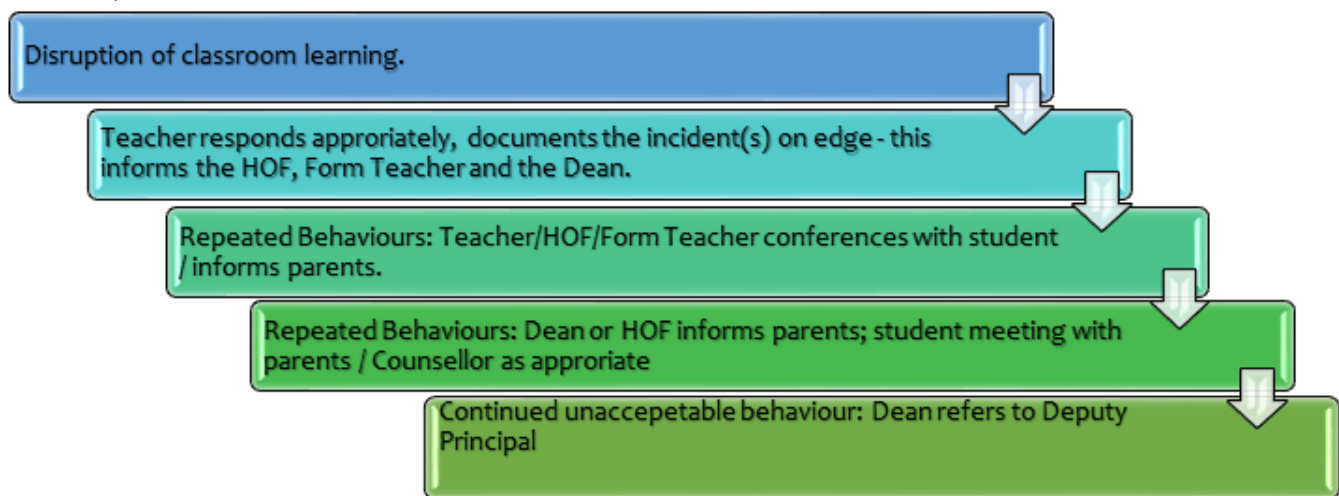 Disruption of classroom learning.
Teacher responds approriately, documents the incident(s) on edge - this
informs the HOF, Form Teacher and the Dean.
Repeated Behaviours: Teacher/HOF/Form Teacher conferences with student
/ informs parents.
Repeated Behaviours: Dean or HOF informs parents; student meeting with
parents / Counsellor as approriate
Continued unaccepetable behaviour: Dean refers to Deputy
Principal